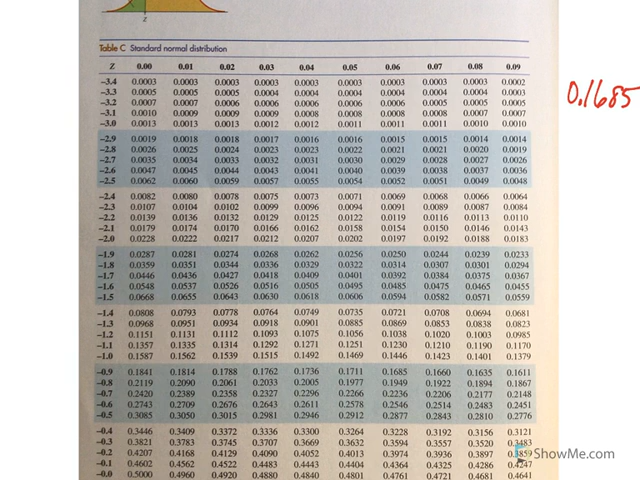 z
Table C Standard normal distribution
Z 0.00 0.01 0.02 0.03 0.04 0.05 0.06 0.07 0.08 0.09
-3.4 0.0003 0.0003 0.0003 0.0003 0.0003 0.0003 0.0003 0.0003 0.0003 0.0002
-3.3 0.0005 0.0005 0.0005 0.0004 0.0004 0.0004 0.0004 0.0004 0.0004 0.0003
-3.2 0.0007 0.0007 0.0006 0.0006 0.0006 0.0006 0.0006 0.0005 0.0005 0.0005
-3.1 0.0010 0.0009 0.0009 0.0009 0.0008 0.0008 0.0008 0.0008 0.0007 0.0007
-3.0 0.0013 0.0013 0.0013 0.0012 0.0012 0.0011 0.0011 0.0011 0.0010 0.0010
0.1685
-2.9 0.0019 0.0018 0.0018 0.0017 0.0016 0.0016 0.0015 0.0015 0.0014 0.0014
-2.8 0.0026 0.0025 0.0024 0.0023 0.0023 0.0022 0.0021 0.0021 0.0020 0.0019
-2.7 0.0035 0.0034 0.0033 0.0032 0.0031 0.0030 0.0029 0.0028 0.0027 0.0026
-2.6 0.0047 0.0045 0.0044 0.0043 0.0041 0.0040 0.0039 0.0038 0.0037 0.0036
-2.5 0.0062 0.0060 0.0059 0.0057 0.0055 0.0054 0.0052 0.0051 0.0049 0.0048
-2.4 0.0082 0.0080 0.0078 0.0075 0.0073 0.0071 0.0069 0.0068 0.0066 0.0064
-2.3 0.0107 0.0104 0.0102 0.0099 0.0096 0.0094 0.0091 0.0089 0.0087 0.0084
-2.2 0.0139 0.0136 0.0132 0.0129 0.0125 0.0122 0.0119 0.0116 0.0113 0.0110
-2.1 0.0179 0.0174 0.0170 0.0166 0.0162 0.0158 0.0154 0.0150 0.0146 0.0143
-2.0 0.0228 0.0222 0.0217 0.0212 0.0207 0.0202 0.0197 0.0192 0.0188 0.0183
-1.9 0.0287 0.0281 0.0274 0.0268 0.0262 0.0256 0.0250 0.0244 0.0239 0.0233
-1.8 0.0359 0.0351 0.0344 0.0336 0.0329 0.0322 0.0314 0.0307 0.0301 0.0294
-1.7 0.0446 0.0436 0.0427 0.0418 0.0409 0.0401 0.0392 0.0384 0.0375 0.0367
-1.6 0.0548 0.0537 0.0526 0.0516 0.0505 0.0495 0.0485 0.0475 0.0465 0.0455
-1.5 0.0668 0.0655 0.0643 0.0630 0.0618 0.0606 0.0594 0.0582 0.0571 0.0559
-1.4 0.0808 0.0793 0.0778 0.0764 0.0749 0.0735 0.0721 0.0708 0.0694 0.0681
-1.3 0.0968 0.0951 0.0934 0.0918 0.0901 0.0885 0.0869 0.0853 0.0838 0.0823
-1.2 0.1151 0.1131 0.1112 0.1093 0.1075 0.1056 0.1038 0.1020 0.1003 0.0985
-1.1 0.1357 0.1335 0.1314 0.1292 0.1271 0.1251 0.1230 0.1210 0.1190 0.1170
-1.0 0.1587 0.1562 0.1539 0.1515 0.1492 0.1469 0.1446 0.1423 0.1401 0.1379
-0.9 0.1841 0.1814 0.1788 0.1762 0.1736 0.1711 0.1685 0.1660 0.1635 0.1611
-0.8 0.2119 0.2090 0.2061 0.2033 0.2005 0.1977 0.1949 0.1922 0.1894 0.1867
-0.7 0.2420 0.2389 0.2358 0.2327 0.2296 0.2266 0.2236 0.2206 0.2177 0.2148
-0.6 0.2743 0.2709 0.2676 0.2643 0.2611 0.2578 0.2546 0.2514 0.2483 0.2451
-0.5 0.3085 0.3050 0.3015 0.2981 0.2946 0.2912 0.2877 0.2843 0.2810 0.2776
-0.4 0.3446 0.3409 0.3372 0.3336 0.3300 0.3264 0.3228 0.3192 0.3156 0.3121
-0.3 0.3821 0.3783 0.3745 0.3707 0.3669 0.3632 0.3594 0.3557 0.3520 0.3483
-0.2 0.4207 0.4168 0.4129 0.4090 0.4052 0.4013 0.3974 0.3936 0.3897 0.3859
-0.1 0.4602 0.4562 0.4522 0.4483 0.4443 0.4404 0.4364 0.4325 0.4286 0.4247
-0.0 0.5000 0.4960 0.4920 0.4880 0.4840 0.4801 0.4761 0.4721 0.4681 0.4641
ShowMe.com